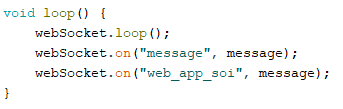 void loop() {
    webSocket.loop();
    webSocket.on("message", message);
    webSocket.on("web_app_soi", message);
}